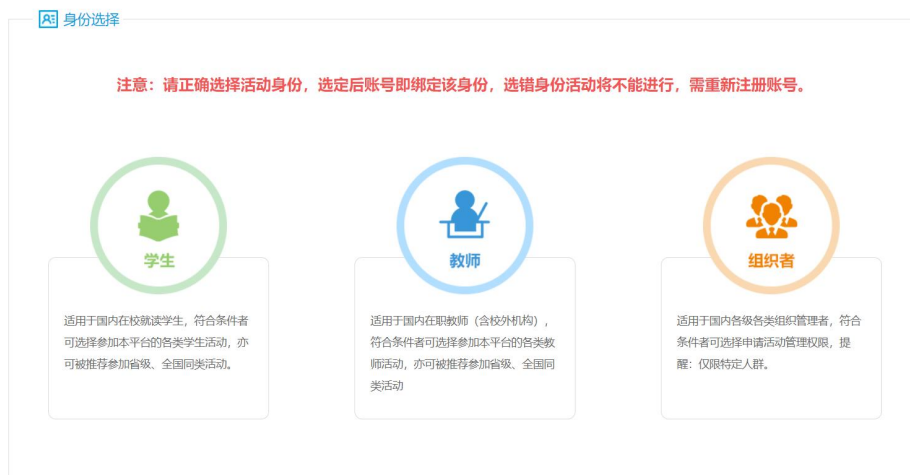 身份选择
注意：请正确选择活动身份，选定后账号即绑定该身份，选错身份活动将不能进行，需重新注册账号。
学生
适用于国内在校就读学生，符合条件者
可选择参加本平台的各类学生活动，亦
可被推荐参加省级、全国同类活动。
教师
适用于国内在职教师（含校外机构），
符合条件者可选择参加本平台的各类教
师活动，亦可被推荐参加省级、全国同
类活动
组织者
适用于国内各级各类组织管理者，符合
条件者可选择申请活动管理权限，提
醒：仅限特定人群。